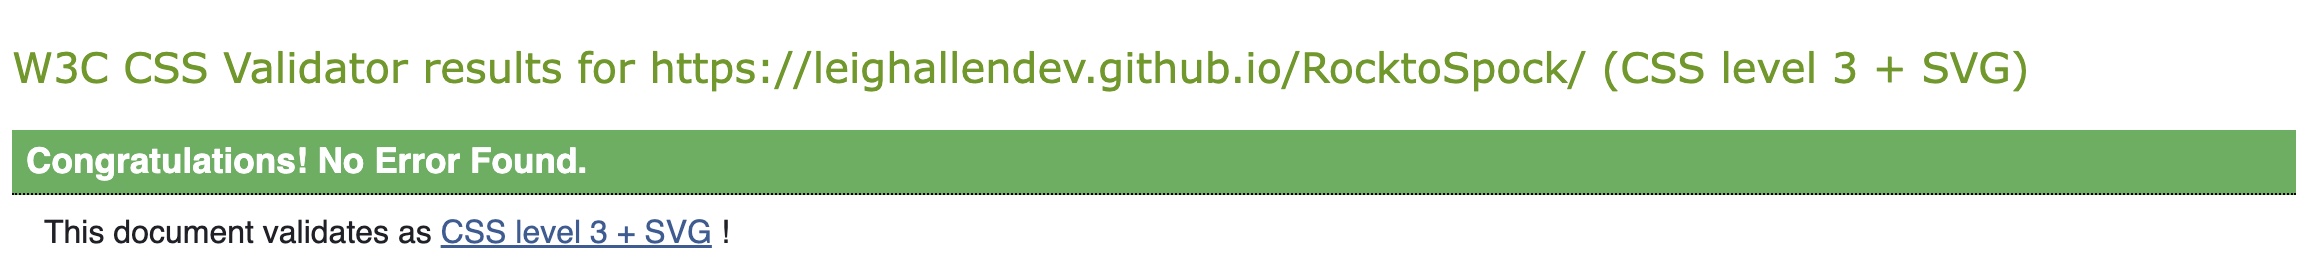 W3C CSS Validator results for https://leighallendev.github.io/RocktoSpock/ (CSS level 3 + SVG)
Congratulations! No Error Found.
This document validates as CSS level 3 + SVG !